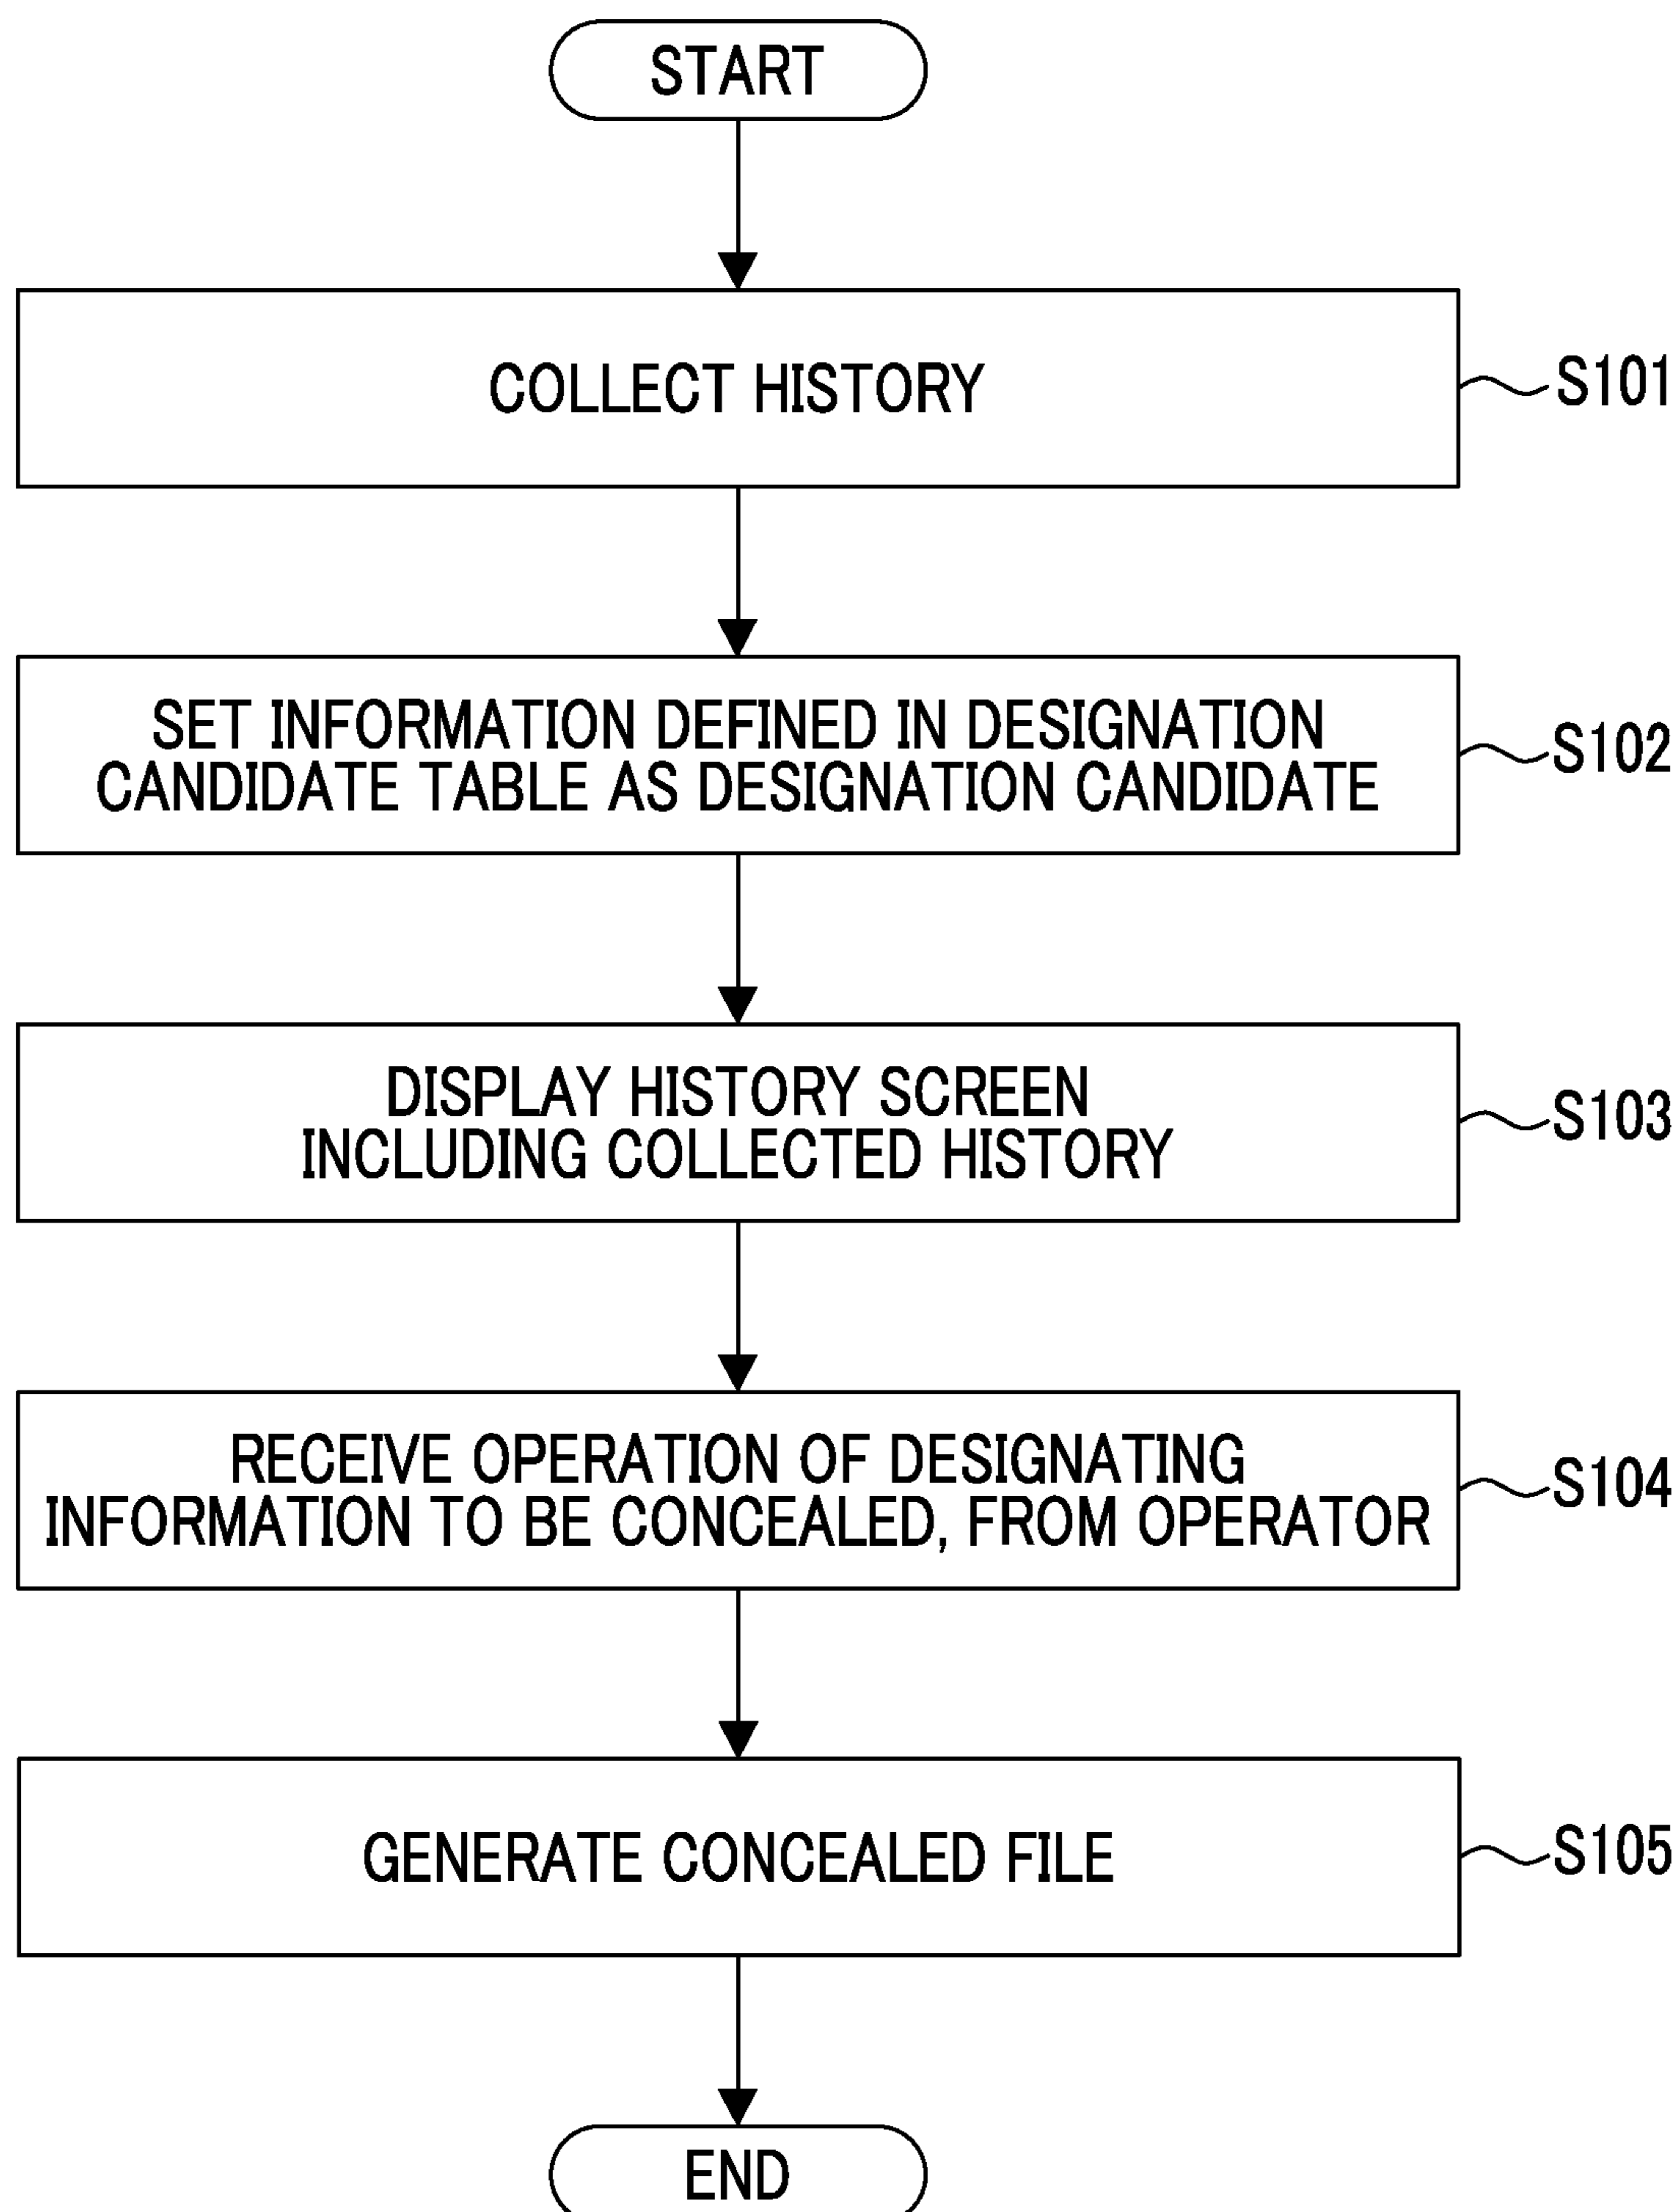 START
COLLECT HISTORY
S101
SET INFORMATION DEFINED IN DESIGNATION
CANDIDATE TABLE AS DESIGNATION CANDIDATE
S102
DISPLAY HISTORY SCREEN
INCLUDING COLLECTED HISTORY
S103
RECEIVE OPERATION OF DESIGNATING
INFORMATION TO BE CONCEALED, FROM OPERATOR
S104
GENERATE CONCEALED FILE
S105
END